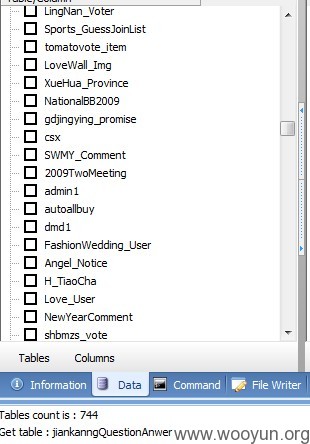 Table/Column
LingNan_Voter
Sports_GuessJoinList
tomatovote_item
LoveWall_Img
XueHua_Province
NationalBB2009
gdjingying_promise
csx
SWMY_Comment
2009TwoMeeting
admin1
autoallbuy
dmd1
FashionWedding_User
Angel_Notice
H_TiaoCha
Love_User
NewYearComment
shbmzs_vote
Tables Columns
Information Data Command File Writer
Tables count is : 744
Get table : jiankanngQuestionAnwer
www.wooyun.org